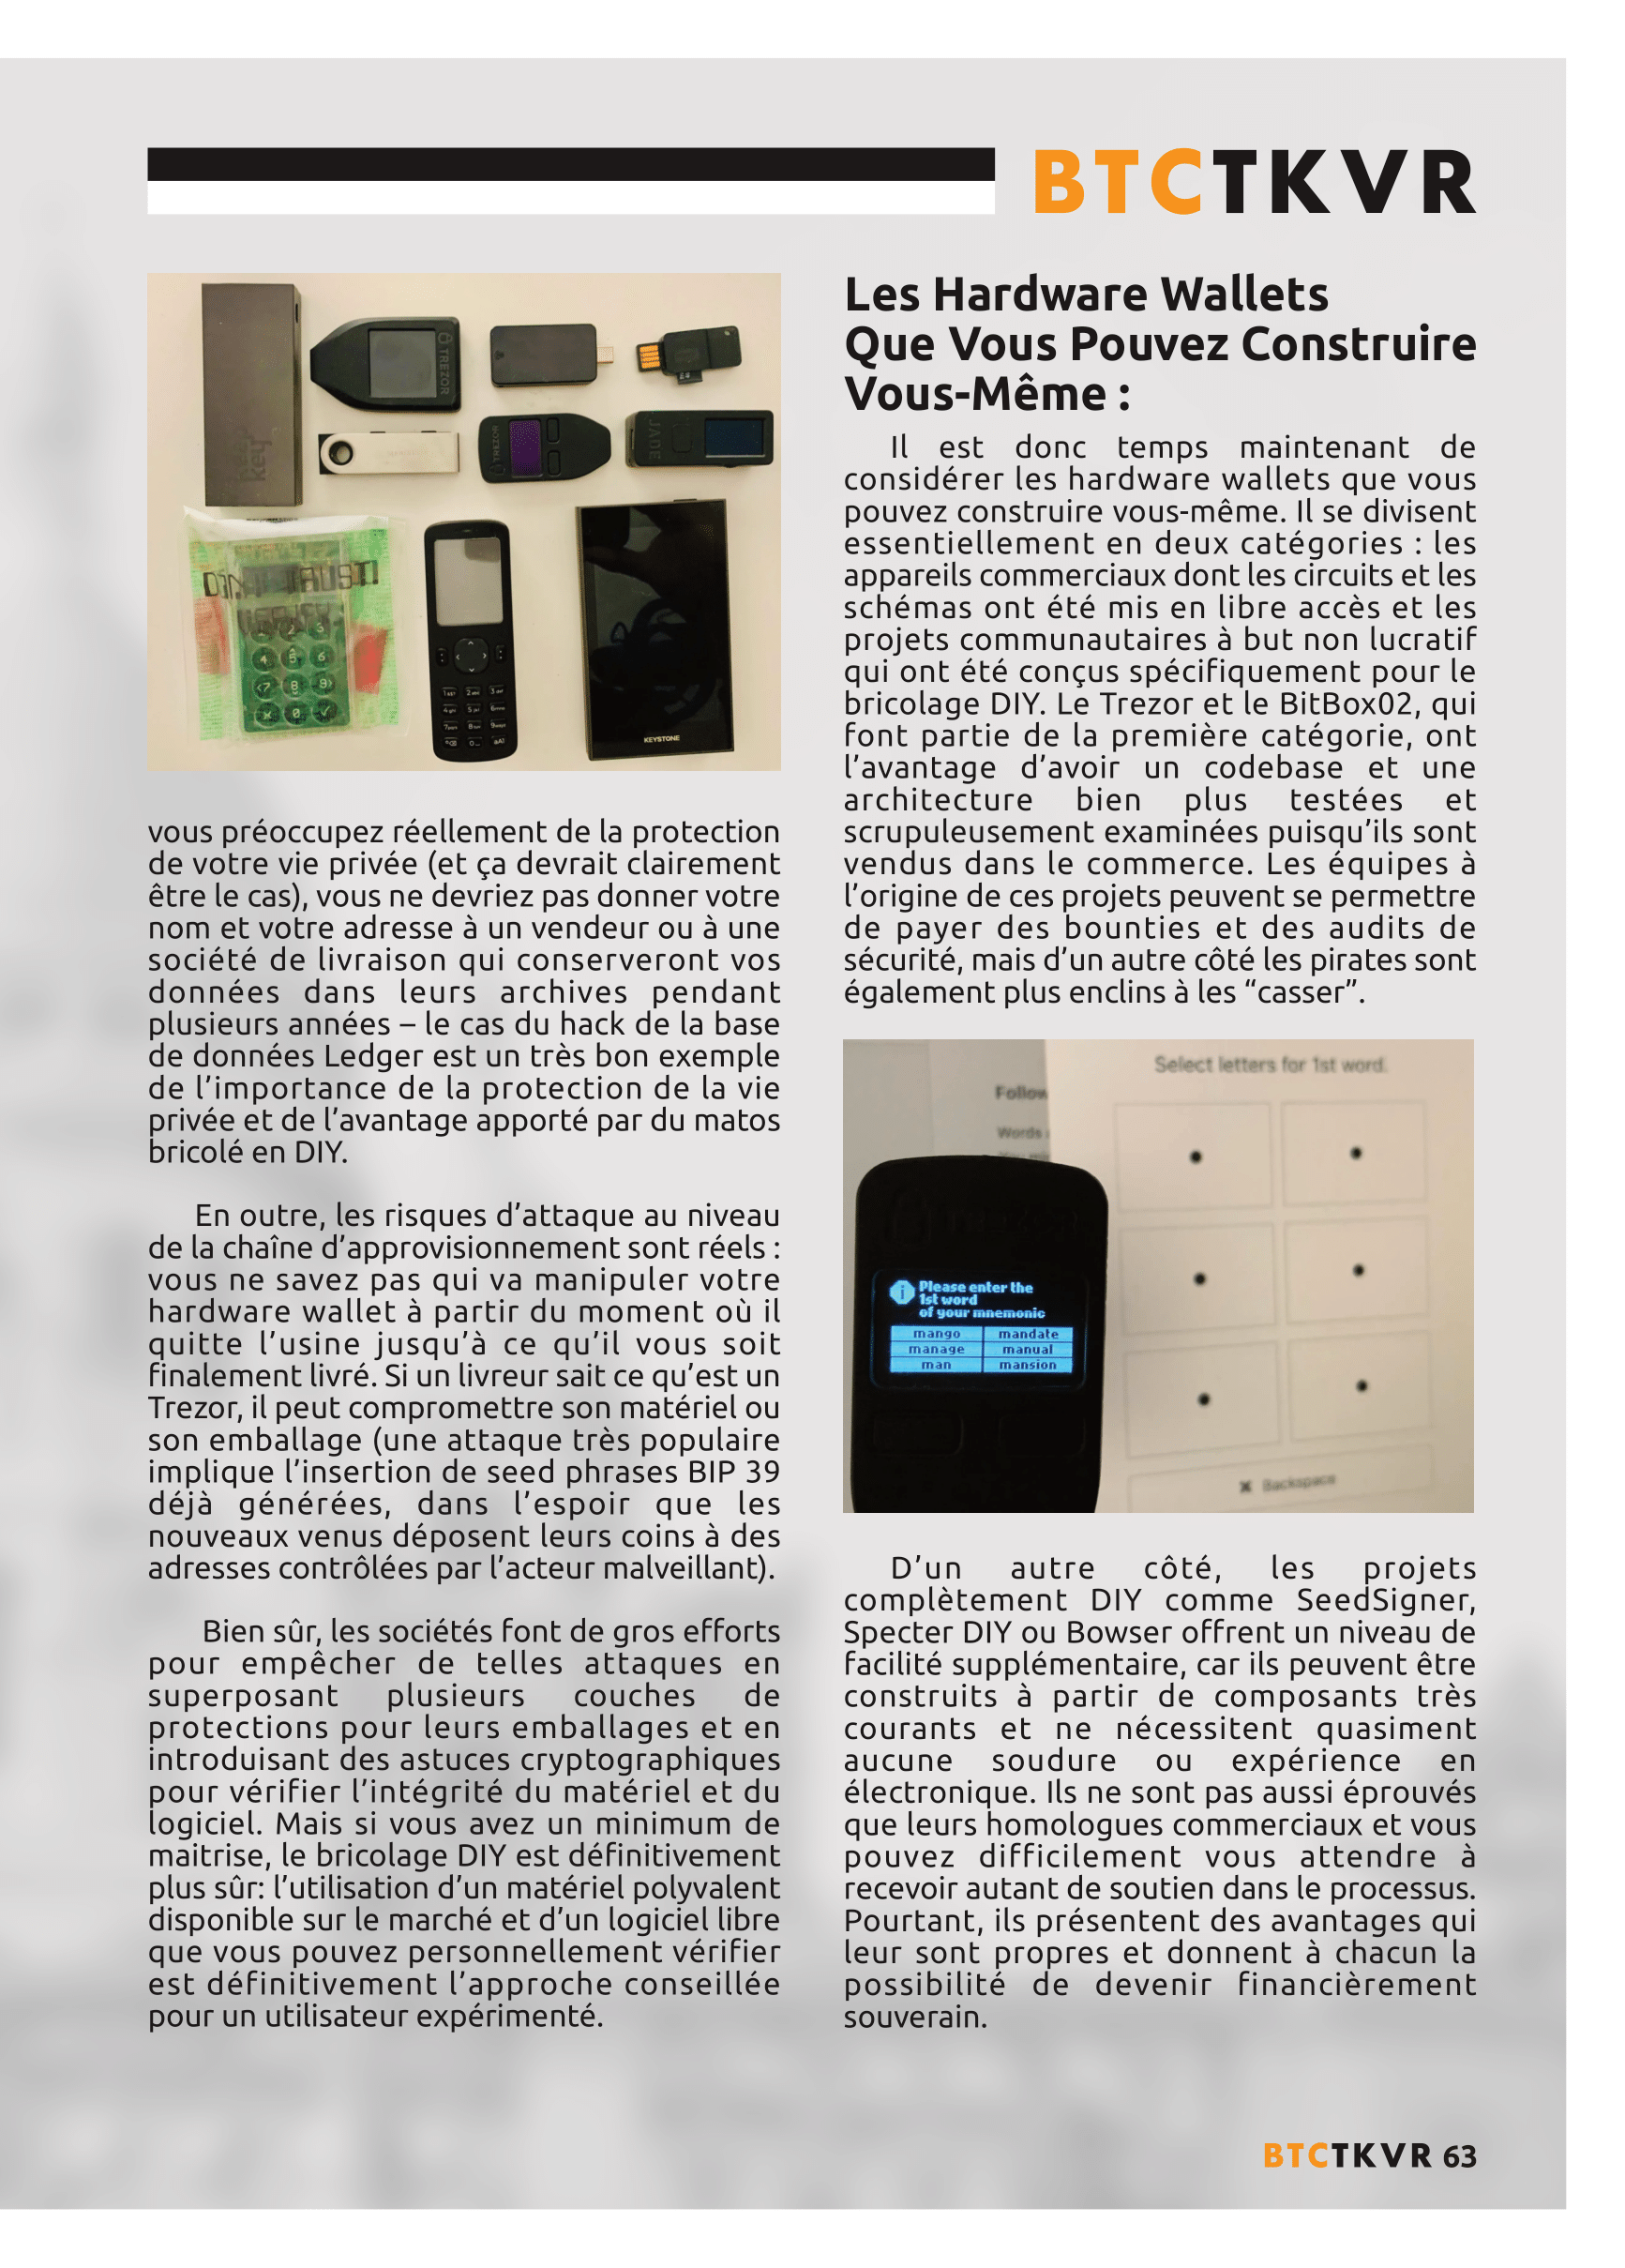 BTCTKVR
TREZOR
key
TREZOR
JADE
KEYSTONE
vous préoccupez réellement de la protection
de votre vie privée (et ça devrait clairement
être le cas), vous ne devriez pas donner votre
nom et votre adresse à un vendeur ou à une
société de livraison qui conserveront vos
données dans leurs archives pendant
plusieurs années – le cas du hack de la base
de données Ledger est un très bon exemple
de l’importance de la protection de la vie
privée et de l’avantage apporté par du matos
bricolé en DIY.
En outre, les risques d’attaque au niveau
de la chaîne d’approvisionnement sont réels :
vous ne savez pas qui va manipuler votre
hardware wallet à partir du moment où il
quitte l’usine jusqu’à ce qu’il vous soit
finalement livré. Si un livreur sait ce qu’est un
Trezor, il peut compromettre son matériel ou
son emballage (une attaque très populaire
implique l’insertion de seed phrases BIP 39
déjà générées, dans l’espoir que les
nouveaux venus déposent leurs coins à des
adresses contrôlées par l’acteur malveillant).
Bien sûr, les sociétés font de gros efforts
pour empêcher de telles attaques en
superposant plusieurs couches de
protections pour leurs emballages et en
introduisant des astuces cryptographiques
pour vérifier l’intégrité du matériel et du
logiciel. Mais si vous avez un minimum de
maitrise, le bricolage DIY est définitivement
plus sûr: l’utilisation d’un matériel polyvalent
disponible sur le marché et d’un logiciel libre
que vous pouvez personnellement vérifier
est définitivement l’approche conseillée
pour un utilisateur expérimenté.
Les Hardware Wallets
Que Vous Pouvez Construire
Vous-Même :
Il est donc temps maintenant de
considérer les hardware wallets que vous
pouvez construire vous-même. Il se divisent
essentiellement en deux catégories : les
appareils commerciaux dont les circuits et les
schémas ont été mis en libre accès et les
projets communautaires à but non lucratif
qui ont été conçus spécifiquement pour le
bricolage DIY. Le Trezor et le BitBox02, qui
font partie de la première catégorie, ont
l’avantage d’avoir un codebase et une
architecture bien plus testées et
scrupuleusement examinées puisqu’ils sont
vendus dans le commerce. Les équipes à
l’origine de ces projets peuvent se permettre
de payer des bounties et des audits de
sécurité, mais d’un autre côté les pirates sont
également plus enclins à les “casser”.
Select letters for 1st word.
Follow
Words
Please enter the
1st word
of your mnemonic
mango mandate
manage manual
man mansion
Backspace
D’un autre côté, les projets
complètement DIY comme SeedSigner,
Specter DIY ou Bowser offrent un niveau de
facilité supplémentaire, car ils peuvent être
construits à partir de composants très
courants et ne nécessitent quasiment
aucune soudure ou expérience en
électronique. Ils ne sont pas aussi éprouvés
que leurs homologues commerciaux et vous
pouvez difficilement vous attendre à
recevoir autant de soutien dans le processus.
Pourtant, ils présentent des avantages qui
leur sont propres et donnent à chacun la
possibilité de devenir financièrement
souverain.
BTCTKVR 63